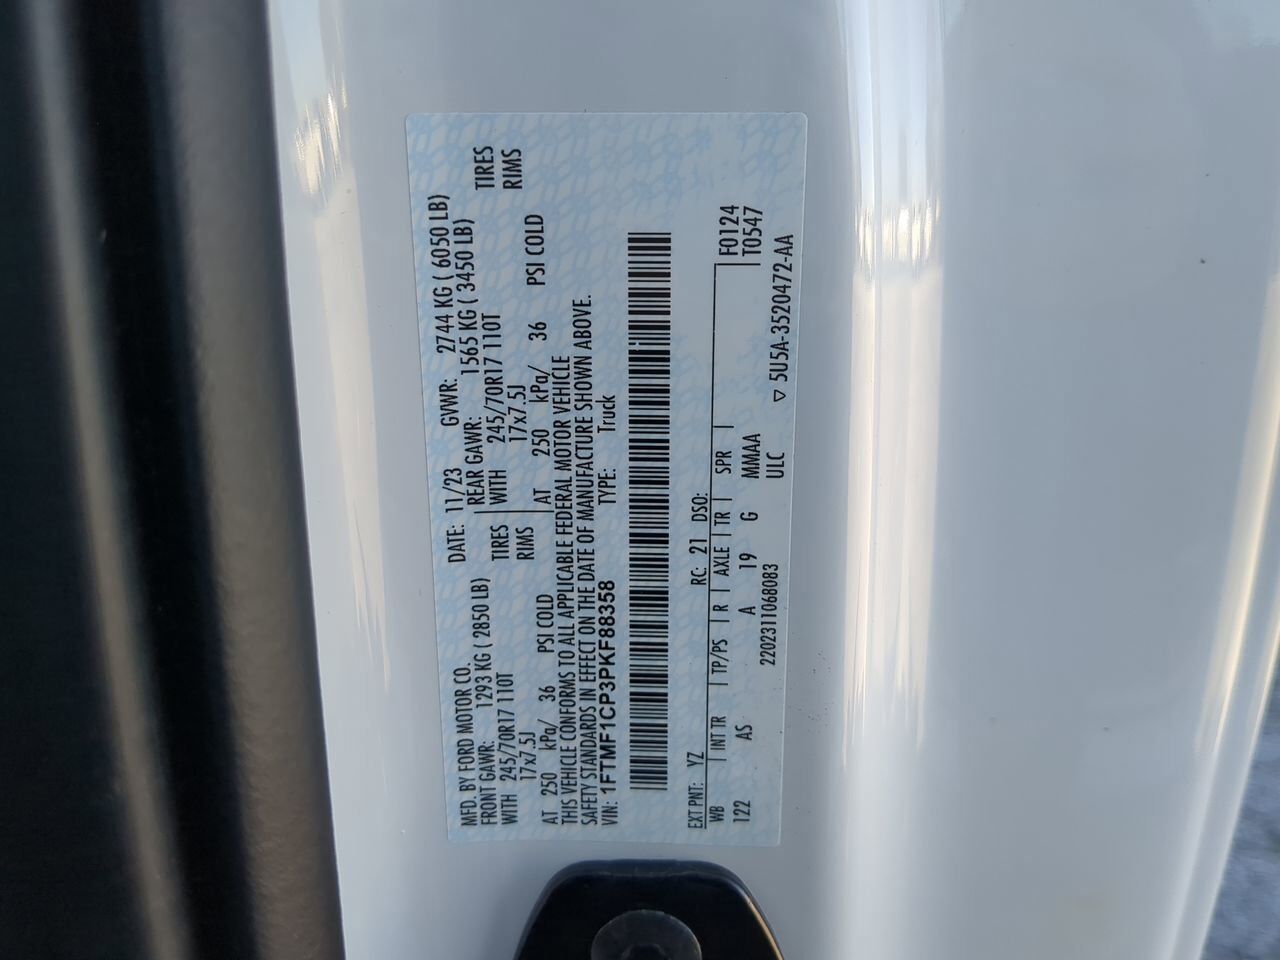 MFD. BY FORD MOTOR CO. DATE: 11/23 GVWR: 2744 KG ( 6050 LB)
FRONT GAWR: 1293 KG ( 2850 LB) REAR GAWR: 1565 KG ( 3450 LB)
WITH 245/70R17 110T TIRES WITH 245/70R17 110T TIRES
17x7.5J RIMS 17x7.5J RIMS
AT 250 kPa/ 36 PSI COLD AT 250 kPa/ 36 PSI COLD
THIS VEHICLE CONFORMS TO ALL APPLICABLE FEDERAL MOTOR VEHICLE
SAFETY STANDARDS IN EFFECT ON THE DATE OF MANUFACTURE SHOWN ABOVE.
VIN: 1FTMF1CP3PKF88358 TYPE: Truck
EXT PNT: YZ RC: 21 DSO: F0124
WB INT TR TP/PS R AXLE TR SPR T0547
122 AS A 19 G MMAA
2202311068083 ULC ▽ 5U5A-3520472-AA